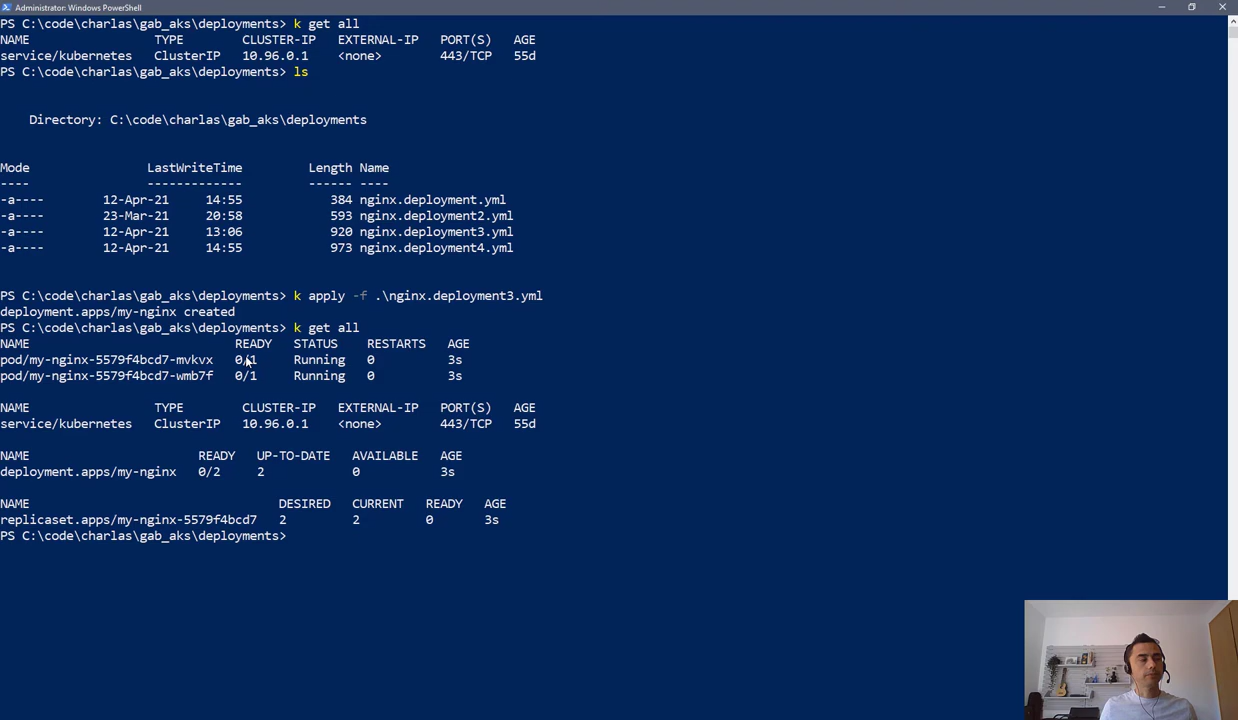 Administrator: Windows PowerShell
PS C:\code\charlas\gab_aks\deployments> k get all
NAME TYPE CLUSTER-IP EXTERNAL-IP PORT(S) AGE
service/kubernetes ClusterIP 10.96.0.1 <none> 443/TCP 55d
PS C:\code\charlas\gab_aks\deployments> ls
Directory: C:\code\charlas\gab_aks\deployments
Mode LastWriteTime Length Name
---- ------------- ------ ----
-a---- 12-Apr-21 14:55 384 nginx.deployment.yml
-a---- 23-Mar-21 20:58 593 nginx.deployment2.yml
-a---- 12-Apr-21 13:06 920 nginx.deployment3.yml
-a---- 12-Apr-21 14:55 973 nginx.deployment4.yml
PS C:\code\charlas\gab_aks\deployments> k apply -f .\nginx.deployment3.yml
deployment.apps/my-nginx created
PS C:\code\charlas\gab_aks\deployments> k get all
NAME READY STATUS RESTARTS AGE
pod/my-nginx-5579f4bcd7-mvkvx 0/1 Running 0 3s
pod/my-nginx-5579f4bcd7-wmb7f 0/1 Running 0 3s
NAME TYPE CLUSTER-IP EXTERNAL-IP PORT(S) AGE
service/kubernetes ClusterIP 10.96.0.1 <none> 443/TCP 55d
NAME READY UP-TO-DATE AVAILABLE AGE
deployment.apps/my-nginx 0/2 2 0 3s
NAME DESIRED CURRENT READY AGE
replicaset.apps/my-nginx-5579f4bcd7 2 2 0 3s
PS C:\code\charlas\gab_aks\deployments>